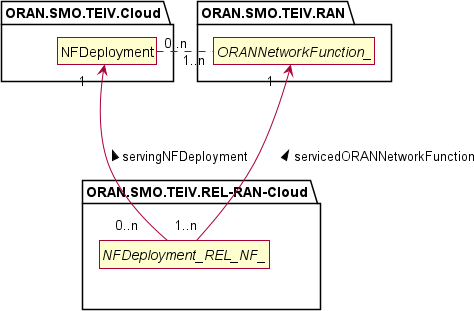 ORAN.SMO.TEIV.Cloud
ORAN.SMO.TEIV.RAN
NFDeployment
0..n
1..n
ORANNetworkFunction_
1
1
servingNFDeployment
servicedORANNetworkFunction
ORAN.SMO.TEIV.REL-RAN-Cloud
0..n
1..n
NFDeployment_REL_NF_